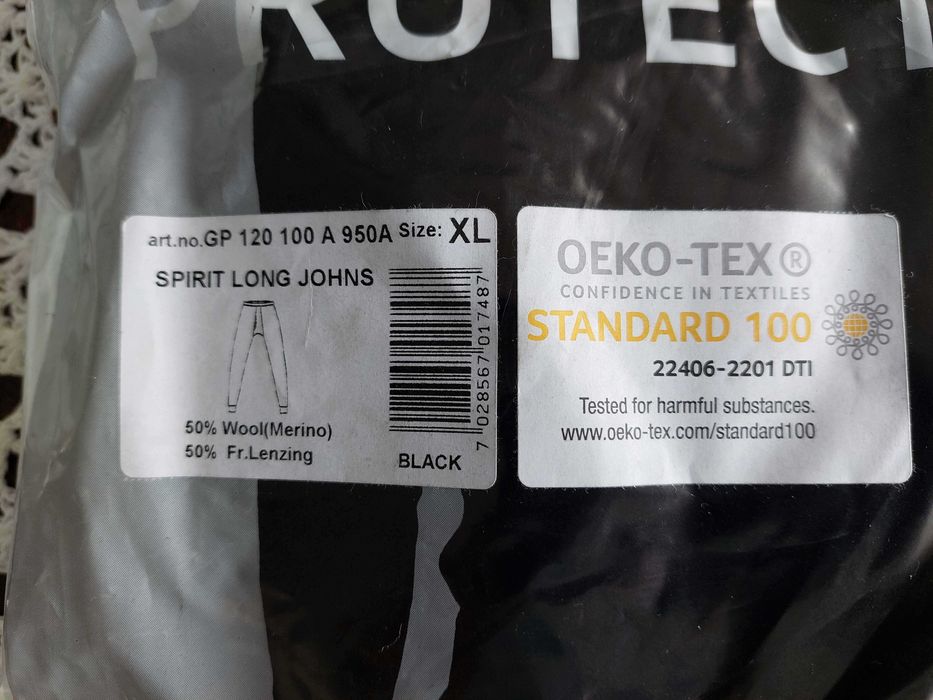 PROTECT
art.no.GP 120 100 A 950A Size: XL
SPIRIT LONG JOHNS
50% Wool(Merino)
50% Fr.Lenzing
BLACK
7 028567 017487
OEKO-TEX®
CONFIDENCE IN TEXTILES
STANDARD 100
22406-2201 DTI
Tested for harmful substances.
www.oeko-tex.com/standard100